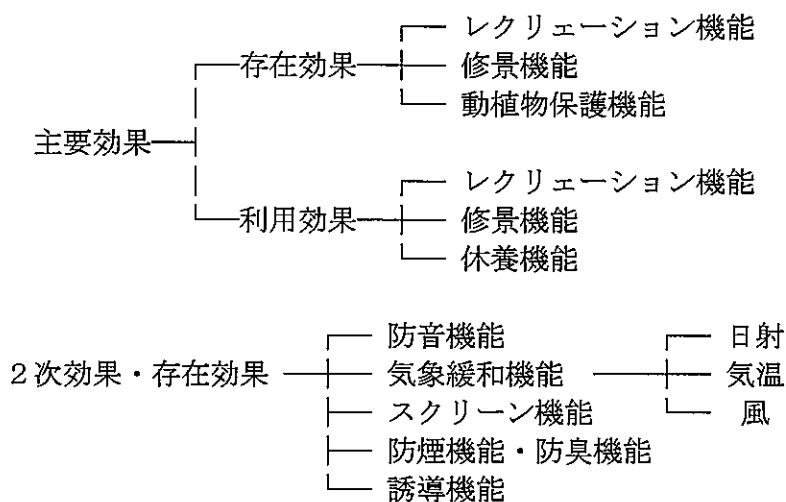 レクリェーション機能
存在効果 修景機能
動植物保護機能
主要効果
レクリェーション機能
利用効果 修景機能
休養機能
防音機能 日射
2次効果・存在効果 気象緩和機能 気温
スクリーン機能 風
防煙機能・防臭機能
誘導機能